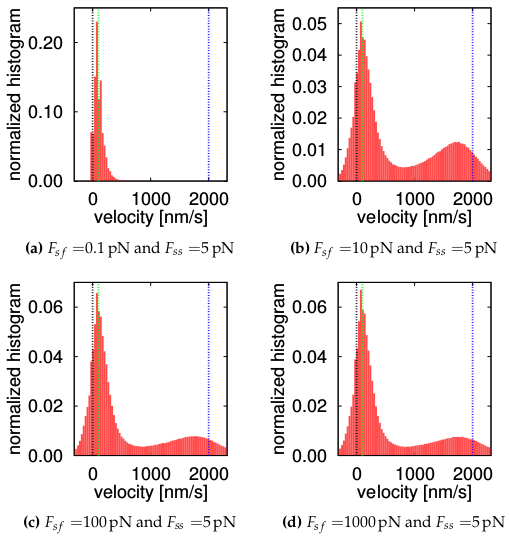 normalized histogram
0.20
0.10
0.00
0 1000 2000
velocity [nm/s]
(a) F_sf =0.1 pN and F_ss =5 pN
normalized histogram
0.05
0.04
0.03
0.02
0.01
0.00
0 1000 2000
velocity [nm/s]
(b) F_sf =10 pN and F_ss =5 pN
normalized histogram
0.06
0.04
0.02
0.00
0 1000 2000
velocity [nm/s]
(c) F_sf =100 pN and F_ss =5 pN
normalized histogram
0.06
0.04
0.02
0.00
0 1000 2000
velocity [nm/s]
(d) F_sf =1000 pN and F_ss =5 pN